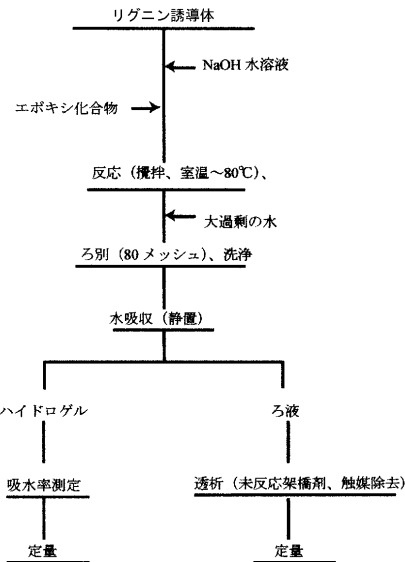 リグニン誘導体
NaOH 水溶液
エポキシ化合物
反応（攪拌、室温～80℃）、
大過剰の水
ろ別（80 メッシュ）、洗浄
水吸収（静置）
ハイドロゲル
ろ液
吸水率測定
透析（未反応架橋剤、触媒除去）
定量
定量